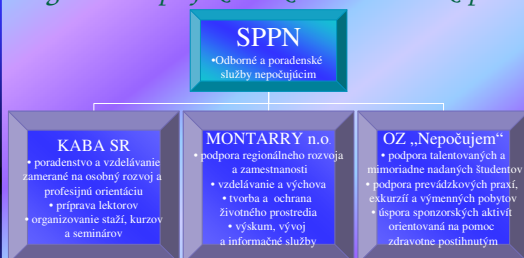 SPPN
•Odborné a poradenské
služby nepočujúcim
KABA SR
• poradenstvo a vzdelávanie
zamerané na osobný rozvoj a
profesijnú orientáciu
• príprava lektorov
• organizovanie staží, kurzov
a seminárov
MONTARRY n.o.
• podpora regionálneho rozvoja
a zamestnanosti
• vzdelávanie a výchova
• tvorba a ochrana
životného prostredia
• výskum, vývoj
a informačné služby
OZ „Nepočujem“
• podpora talentovaných a
mimoriadne nadaných študentov
• podpora prevádzkových praxí,
exkurzií a výmenných pobytov
• úspora sponzorských aktivít
orientovaná na pomoc
zdravotne postihnutým